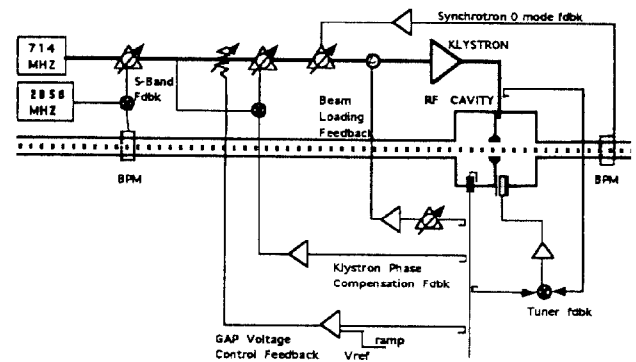 Synchrotron 0 mode fdbk
714
MHZ
KLYSTRON
S-Band
Fdbk
2856
MHZ
Beam
Loading
Feedback
RF CAVITY
BPM
BPM
Klystron Phase
Compensation Fdbk
Tuner fdbk
GAP Voltage
Control Feedback
ramp
Vref